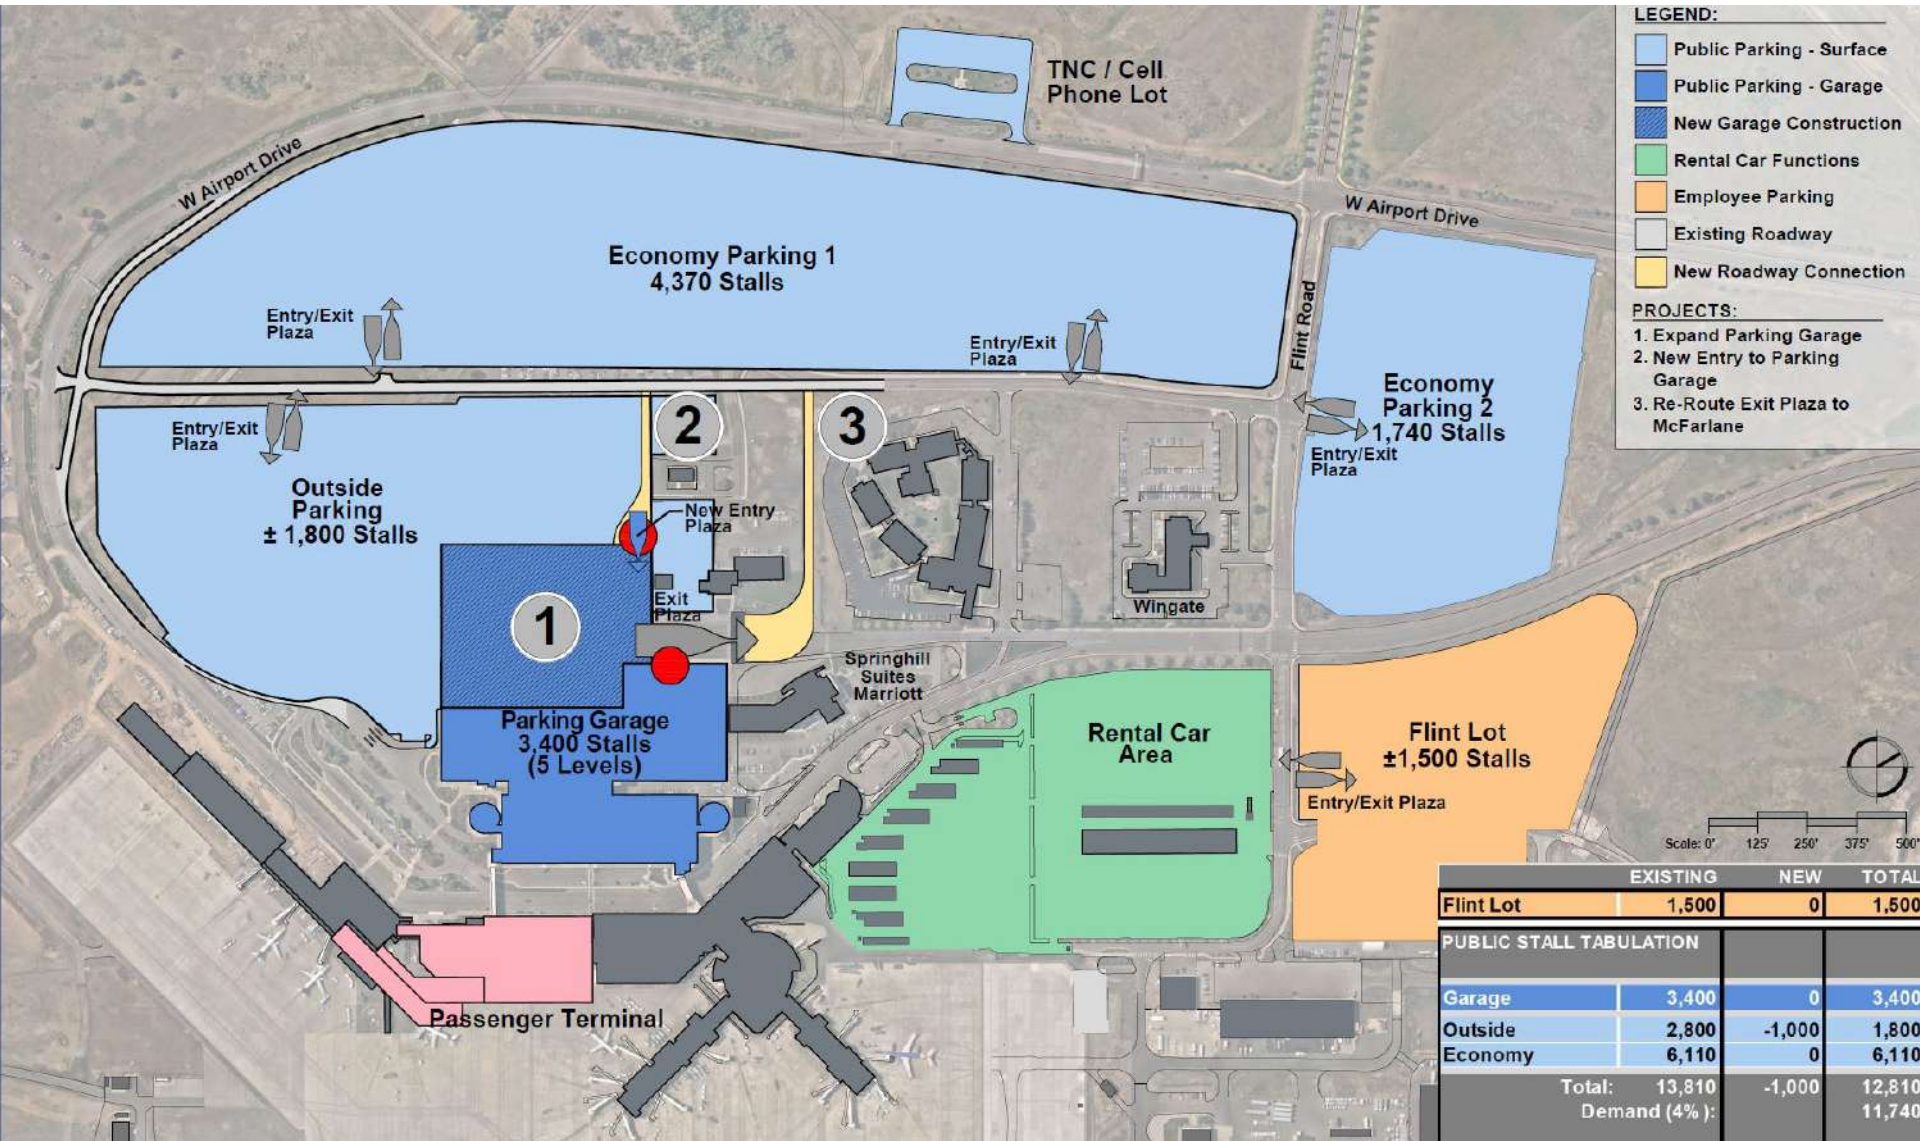 LEGEND:
Public Parking - Surface
Public Parking - Garage
New Garage Construction
Rental Car Functions
Employee Parking
Existing Roadway
New Roadway Connection
PROJECTS:
1. Expand Parking Garage
2. New Entry to Parking
Garage
3. Re-Route Exit Plaza to
McFarlane
TNC / Cell
Phone Lot
W Airport Drive
W Airport Drive
Economy Parking 1
4,370 Stalls
Entry/Exit
Plaza
Entry/Exit
Plaza
Flint Road
Economy
Parking 2
1,740 Stalls
Entry/Exit
Plaza
Entry/Exit
Plaza
2
3
Outside
Parking
± 1,800 Stalls
New Entry
Plaza
Exit
Plaza
1
Wingate
Springhill
Suites
Marriott
Parking Garage
3,400 Stalls
(5 Levels)
Rental Car
Area
Flint Lot
±1,500 Stalls
Entry/Exit Plaza
Scale: 0' 125' 250' 375' 500'
Passenger Terminal
EXISTING NEW TOTAL
Flint Lot 1,500 0 1,500
PUBLIC STALL TABULATION
Garage 3,400 0 3,400
Outside 2,800 -1,000 1,800
Economy 6,110 0 6,110
Total: 13,810 -1,000 12,810
Demand (4% ): 11,740